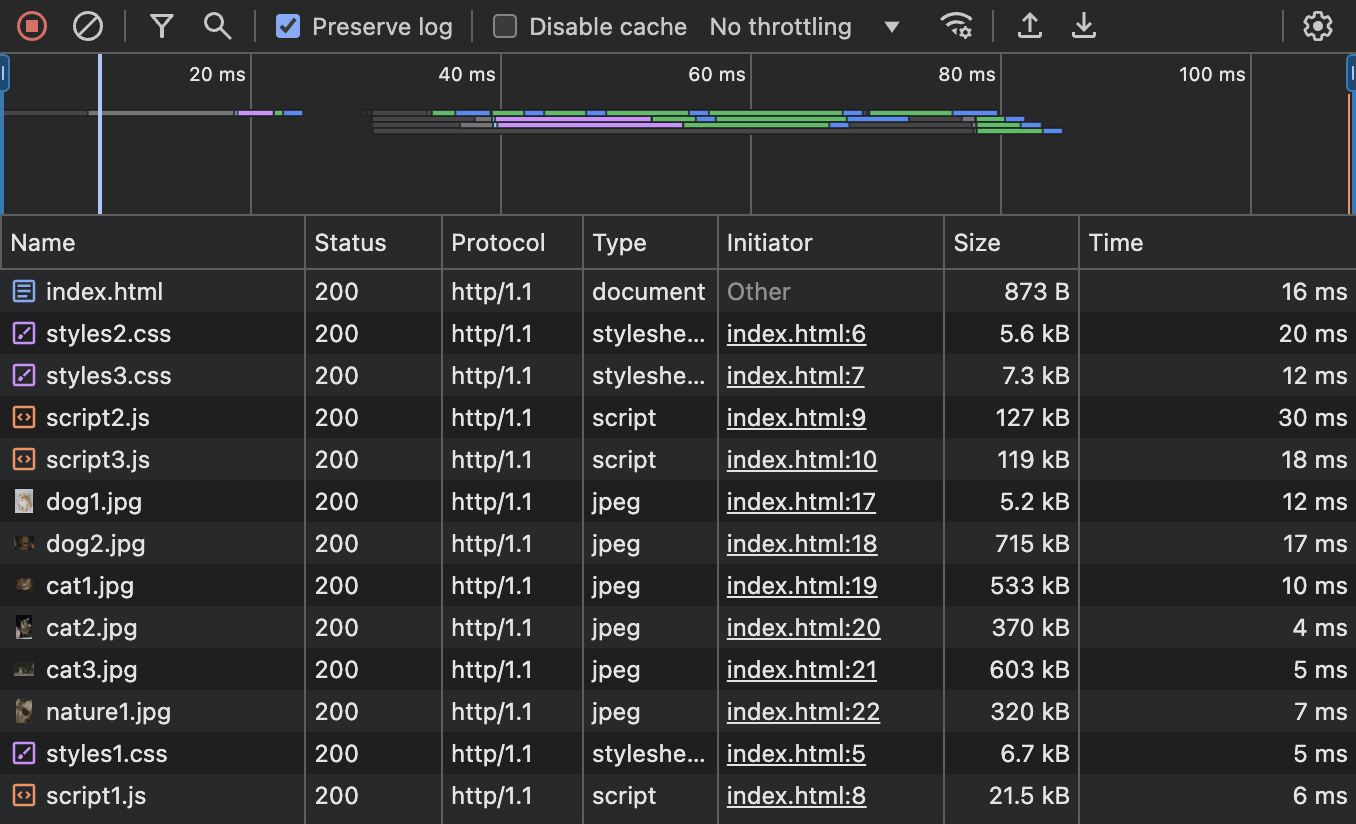 Preserve log Disable cache No throttling
20 ms 40 ms 60 ms 80 ms 100 ms
Name Status Protocol Type Initiator Size Time
index.html 200 http/1.1 document Other 873 B 16 ms
styles2.css 200 http/1.1 styleshe... index.html:6 5.6 kB 20 ms
styles3.css 200 http/1.1 styleshe... index.html:7 7.3 kB 12 ms
script2.js 200 http/1.1 script index.html:9 127 kB 30 ms
script3.js 200 http/1.1 script index.html:10 119 kB 18 ms
dog1.jpg 200 http/1.1 jpeg index.html:17 5.2 kB 12 ms
dog2.jpg 200 http/1.1 jpeg index.html:18 715 kB 17 ms
cat1.jpg 200 http/1.1 jpeg index.html:19 533 kB 10 ms
cat2.jpg 200 http/1.1 jpeg index.html:20 370 kB 4 ms
cat3.jpg 200 http/1.1 jpeg index.html:21 603 kB 5 ms
nature1.jpg 200 http/1.1 jpeg index.html:22 320 kB 7 ms
styles1.css 200 http/1.1 styleshe... index.html:5 6.7 kB 5 ms
script1.js 200 http/1.1 script index.html:8 21.5 kB 6 ms